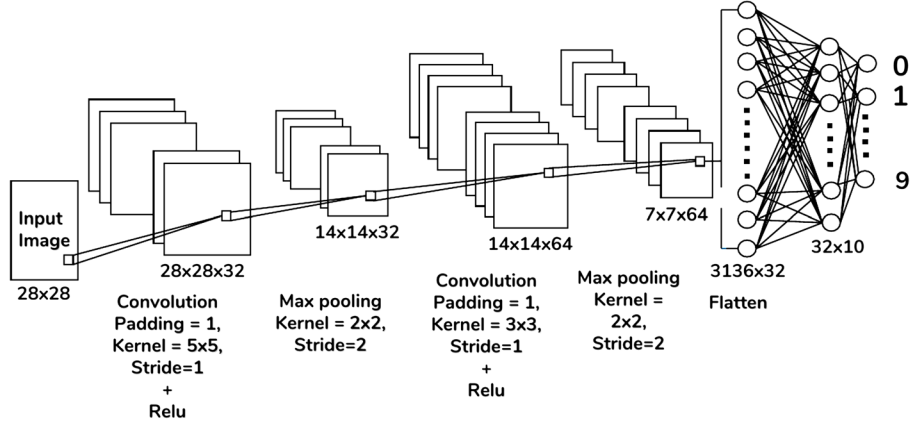 Input
Image
28x28
28x28x32
Convolution
Padding = 1,
Kernel = 5x5,
Stride=1
+
Relu
14x14x32
Max pooling
Kernel = 2x2,
Stride=2
14x14x64
Convolution
Padding = 1,
Kernel = 3x3,
Stride=1
+
Relu
7x7x64
Max pooling
Kernel =
2x2,
Stride=2
3136x32
Flatten
32x10
0
1
9